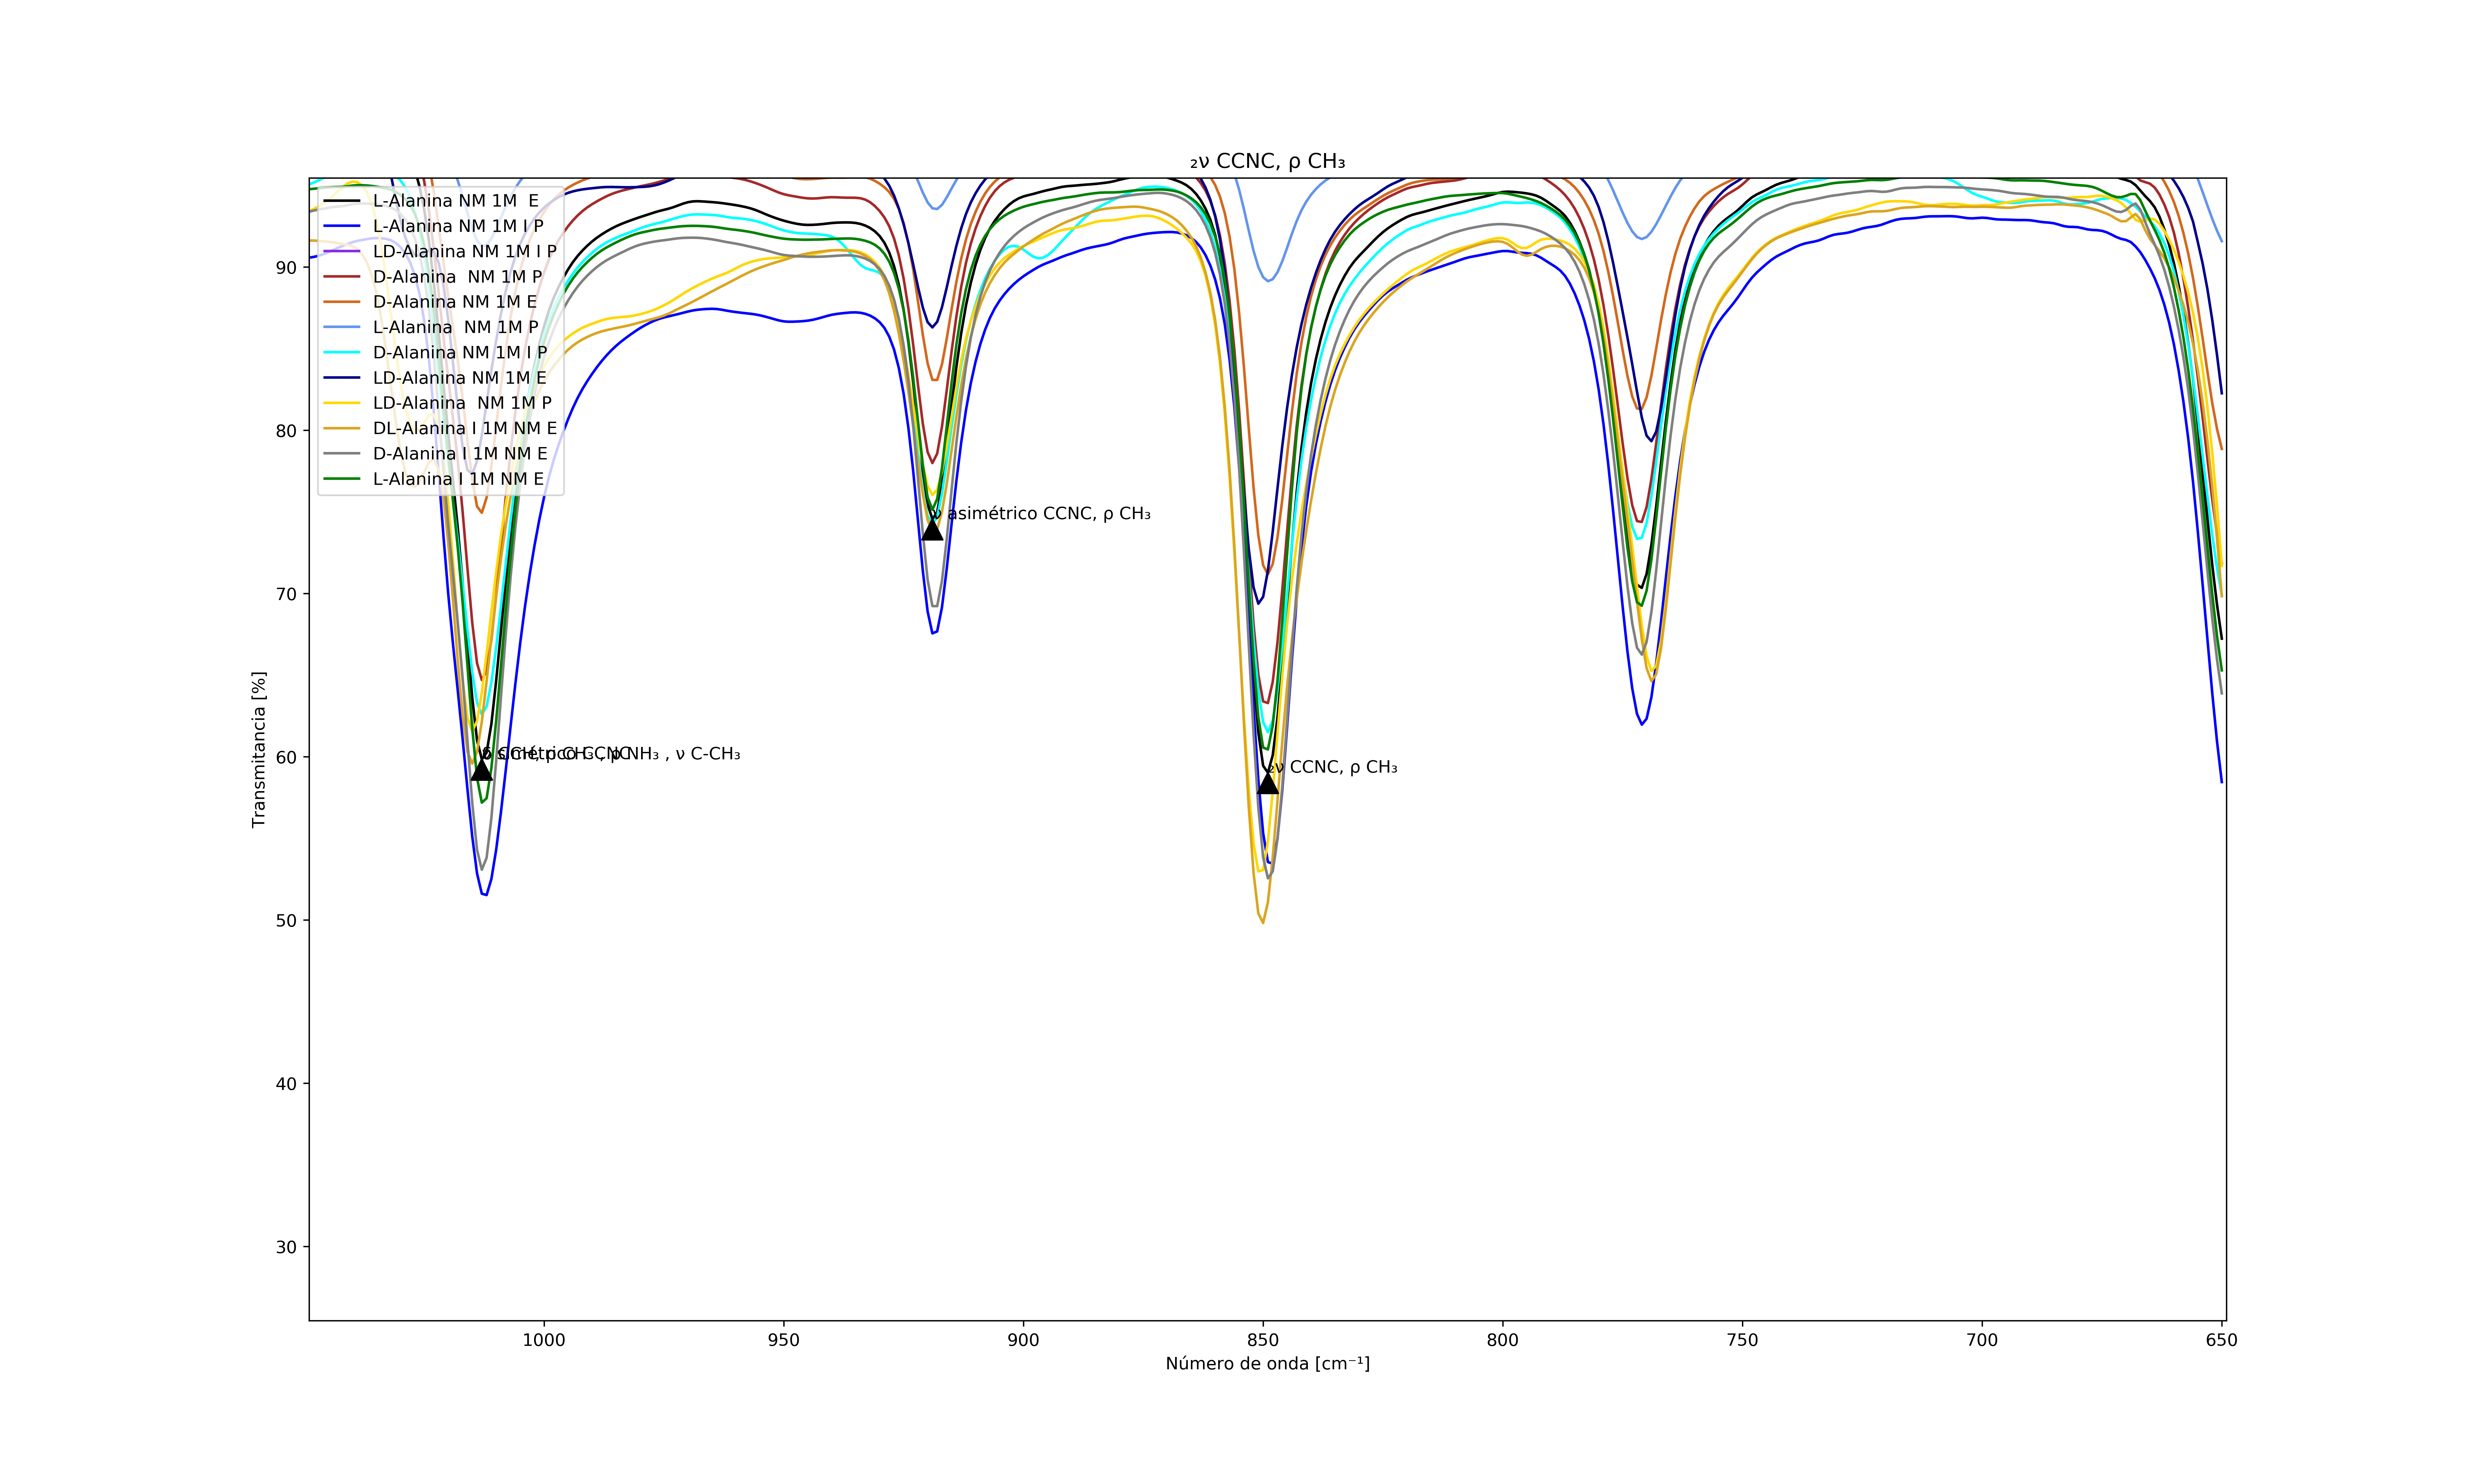 ₂ν CCNC, ρ CH₃
L-Alanina NM 1M  E
L-Alanina NM 1M I P
LD-Alanina NM 1M I P
D-Alanina  NM 1M P
D-Alanina NM 1M E
L-Alanina  NM 1M P
D-Alanina NM 1M I P
LD-Alanina NM 1M E
LD-Alanina  NM 1M P
DL-Alanina I 1M NM E
D-Alanina I 1M NM E
L-Alanina I 1M NM E
ν asimétrico CCNC, ρ CH₃
, ν C-CH₃
₂ν CCNC, ρ CH₃
Transmitancia [%]
90
80
70
60
50
40
30
1000
950
900
850
800
750
700
650
Número de onda [cm⁻¹]